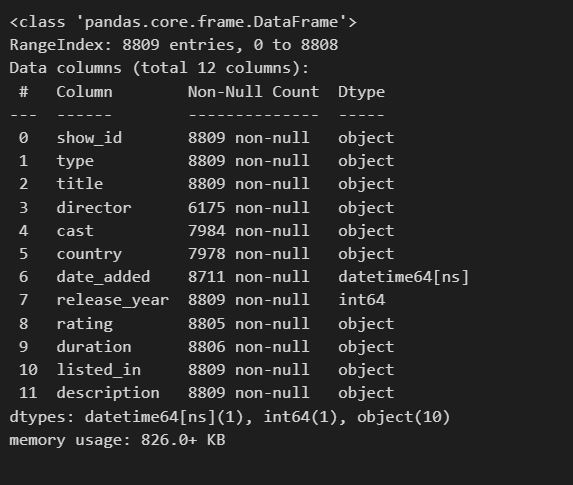 <class 'pandas.core.frame.DataFrame'>
RangeIndex: 8809 entries, 0 to 8808
Data columns (total 12 columns):
 #   Column        Non-Null Count  Dtype
---  ------        --------------  -----
 0   show_id       8809 non-null   object
 1   type          8809 non-null   object
 2   title         8809 non-null   object
 3   director      6175 non-null   object
 4   cast          7984 non-null   object
 5   country       7978 non-null   object
 6   date_added    8711 non-null   datetime64[ns]
 7   release_year  8809 non-null   int64
 8   rating        8805 non-null   object
 9   duration      8806 non-null   object
 10  listed_in     8809 non-null   object
 11  description   8809 non-null   object
dtypes: datetime64[ns](1), int64(1), object(10)
memory usage: 826.0+ KB